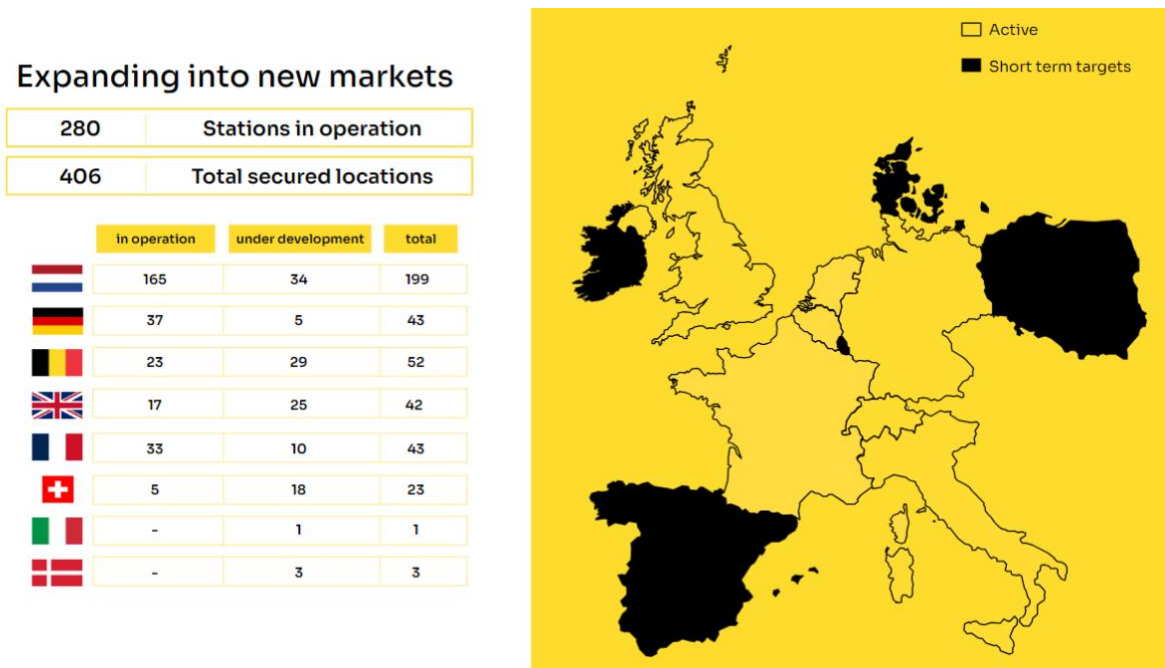 Expanding into new markets
280 Stations in operation
406 Total secured locations
in operation under development total
165 34 199
37 5 43
23 29 52
17 25 42
33 10 43
5 18 23
- 1 1
- 3 3
Active
Short term targets